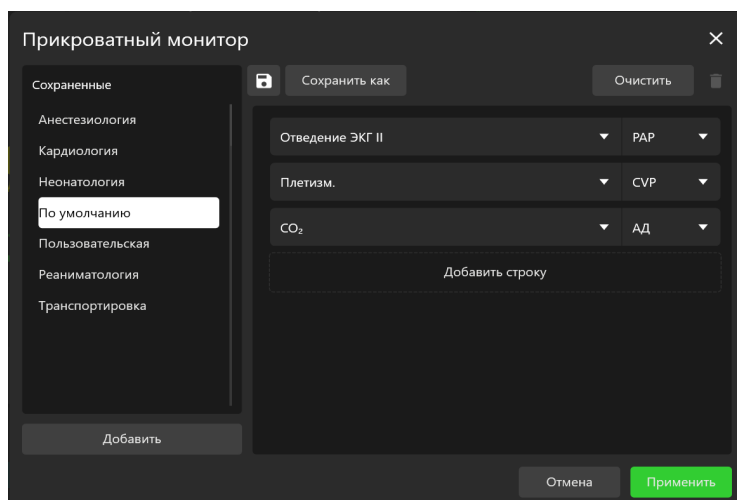 Прикроватный монитор
Сохраненные
Сохранить как
Очистить
Анестезиология
Кардиология
Неонатология
По умолчанию
Пользовательская
Реаниматология
Транспортировка
Отведение ЭКГ II
PAP
Плетизм.
CVP
CO₂
АД
Добавить строку
Добавить
Отмена
Применить